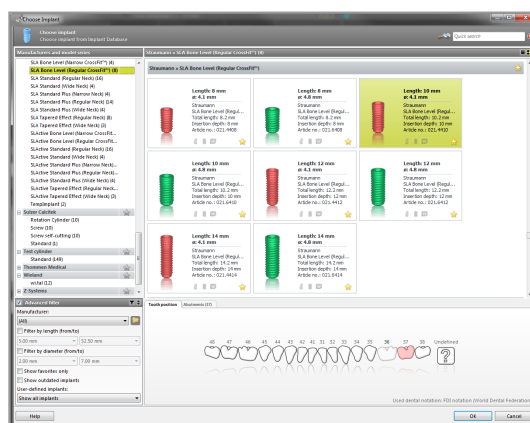 Choose Implant
Choose implant
Choose implant from Implant Database
Quick search
Manufacturers and model series
SLA Bone Level (Narrow CrossFit™) (4)
SLA Bone Level (Regular CrossFit™) (8)
SLA Standard (Regular Neck) (16)
SLA Standard (Wide Neck) (4)
SLA Standard Plus (Narrow Neck) (4)
SLA Standard Plus (Regular Neck) (14)
SLA Standard Plus (Wide Neck) (4)
SLA Tapered Effect (Regular Neck) (8)
SLA Tapered Effect (Wide Neck) (3)
SLActive Bone Level (Narrow CrossFit...
SLActive Bone Level (Regular CrossFit...
SLActive Standard (Regular Neck) (16)
SLActive Standard (Wide Neck) (4)
SLActive Standard Plus (Narrow Neck)...
SLActive Standard Plus (Regular Neck...
SLActive Standard Plus (Wide Neck) (4)
SLActive Tapered Effect (Regular Neck...
SLActive Tapered Effect (Wide Neck) (3)
TempImplant (2)
Sulzer Calcitek
Rotation Cylinder (10)
Screw (10)
Screw self-cutting (10)
Standard (1)
Test cylinder
Standard (149)
Thommen Medical
Wieland
wi.tal (12)
Z-Systems
Advanced filter
Manufacturer:
(All)
Filter by length (from/to)
5.00 mm
52.50 mm
Filter by diameter (from/to)
2.00 mm
7.00 mm
Show favorites only
Show outdated implants
User-defined implants:
Show all implants
Straumann » SLA Bone Level (Regular CrossFit™) (8)
Straumann » SLA Bone Level (Regular CrossFit™)
Length: 8 mm
ø: 4.1 mm
Straumann
SLA Bone Level (Regul...
Total length: 8.2 mm
Insertion depth: 8 mm
Article no.: 021.4408
Length: 8 mm
ø: 4.8 mm
Straumann
SLA Bone Level (Regul...
Total length: 8.2 mm
Insertion depth: 8 mm
Article no.: 021.6408
Length: 10 mm
ø: 4.1 mm
Straumann
SLA Bone Level (Regul...
Total length: 10.2 mm
Insertion depth: 10 mm
Article no.: 021.4410
Length: 10 mm
ø: 4.8 mm
Straumann
SLA Bone Level (Regul...
Total length: 10.2 mm
Insertion depth: 10 mm
Article no.: 021.6410
Length: 12 mm
ø: 4.1 mm
Straumann
SLA Bone Level (Regul...
Total length: 12.2 mm
Insertion depth: 12 mm
Article no.: 021.4412
Length: 12 mm
ø: 4.8 mm
Straumann
SLA Bone Level (Regul...
Total length: 12.2 mm
Insertion depth: 12 mm
Article no.: 021.6412
Length: 14 mm
ø: 4.1 mm
Straumann
SLA Bone Level (Regul...
Total length: 14.2 mm
Insertion depth: 14 mm
Article no.: 021.4414
Length: 14 mm
ø: 4.8 mm
Straumann
SLA Bone Level (Regul...
Total length: 14.2 mm
Insertion depth: 14 mm
Article no.: 021.6414
Tooth position
Abutments (37)
48 47 46 45 44 43 42 41 31 32 33 34 35 36 37 38 Undefined
?
Used dental notation: FDI notation (World Dental Federation
Help
Ok
Cancel